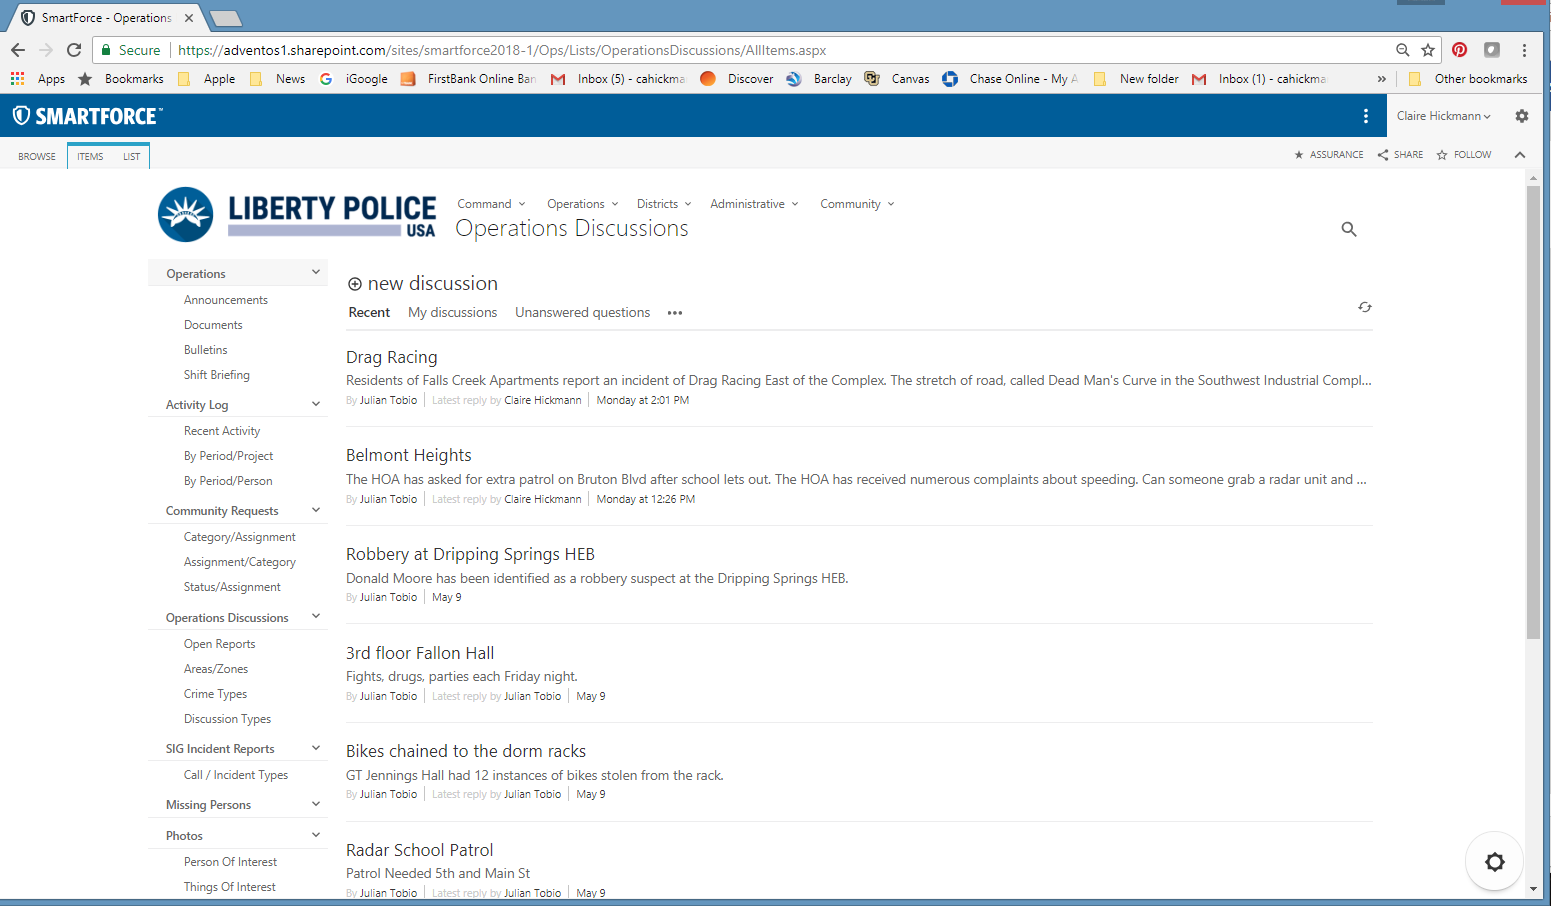 SmartForce - Operations
Secure https://adventos1.sharepoint.com/sites/smartforce2018-1/Ops/Lists/OperationsDiscussions/AllItems.aspx
Apps Bookmarks Apple News iGoogle FirstBank Online Ban Inbox (5) - cahickma Discover Barclay Canvas Chase Online - My A New folder Inbox (1) - cahickma » Other bookmarks
SMARTFORCE™ Claire Hickmann
BROWSE ITEMS LIST ASSURANCE SHARE FOLLOW
LIBERTY POLICE
USA
Command Operations Districts Administrative Community
Operations Discussions
Operations
Announcements
Documents
Bulletins
Shift Briefing
Activity Log
Recent Activity
By Period/Project
By Period/Person
Community Requests
Category/Assignment
Assignment/Category
Status/Assignment
Operations Discussions
Open Reports
Areas/Zones
Crime Types
Discussion Types
SIG Incident Reports
Call / Incident Types
Missing Persons
Photos
Person Of Interest
Things Of Interest
new discussion
Recent My discussions Unanswered questions •••
Drag Racing
Residents of Falls Creek Apartments report an incident of Drag Racing East of the Complex. The stretch of road, called Dead Man's Curve in the Southwest Industrial Compl...
By Julian Tobio | Latest reply by Claire Hickmann | Monday at 2:01 PM
Belmont Heights
The HOA has asked for extra patrol on Bruton Blvd after school lets out. The HOA has received numerous complaints about speeding. Can someone grab a radar unit and ...
By Julian Tobio | Latest reply by Claire Hickmann | Monday at 12:26 PM
Robbery at Dripping Springs HEB
Donald Moore has been identified as a robbery suspect at the Dripping Springs HEB.
By Julian Tobio | May 9
3rd floor Fallon Hall
Fights, drugs, parties each Friday night.
By Julian Tobio | Latest reply by Julian Tobio | May 9
Bikes chained to the dorm racks
GT Jennings Hall had 12 instances of bikes stolen from the rack.
By Julian Tobio | Latest reply by Julian Tobio | May 9
Radar School Patrol
Patrol Needed 5th and Main St
By Julian Tobio | Latest reply by Julian Tobio | May 9